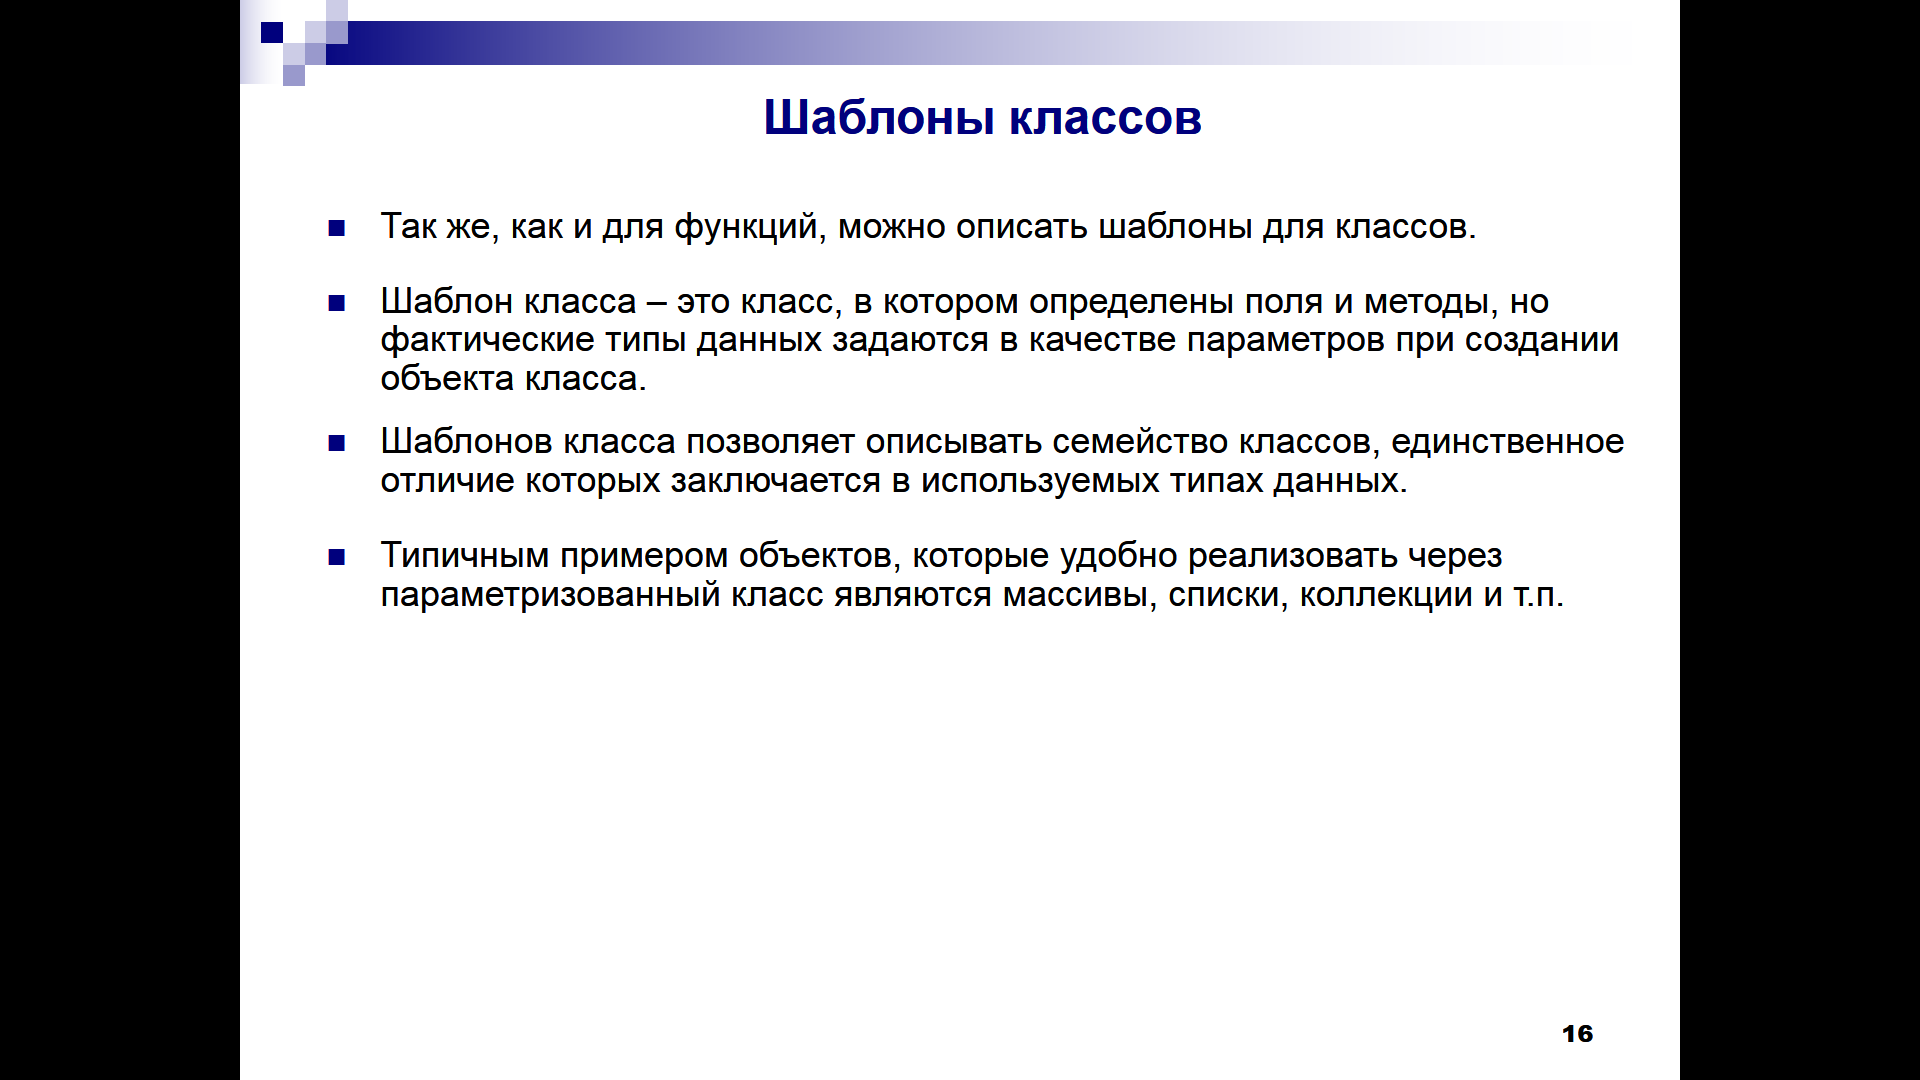 Шаблоны классов
Так же, как и для функций, можно описать шаблоны для классов.
Шаблон класса – это класс, в котором определены поля и методы, но
фактические типы данных задаются в качестве параметров при создании
объекта класса.
Шаблонов класса позволяет описывать семейство классов, единственное
отличие которых заключается в используемых типах данных.
Типичным примером объектов, которые удобно реализовать через
параметризованный класс являются массивы, списки, коллекции и т.п.
16